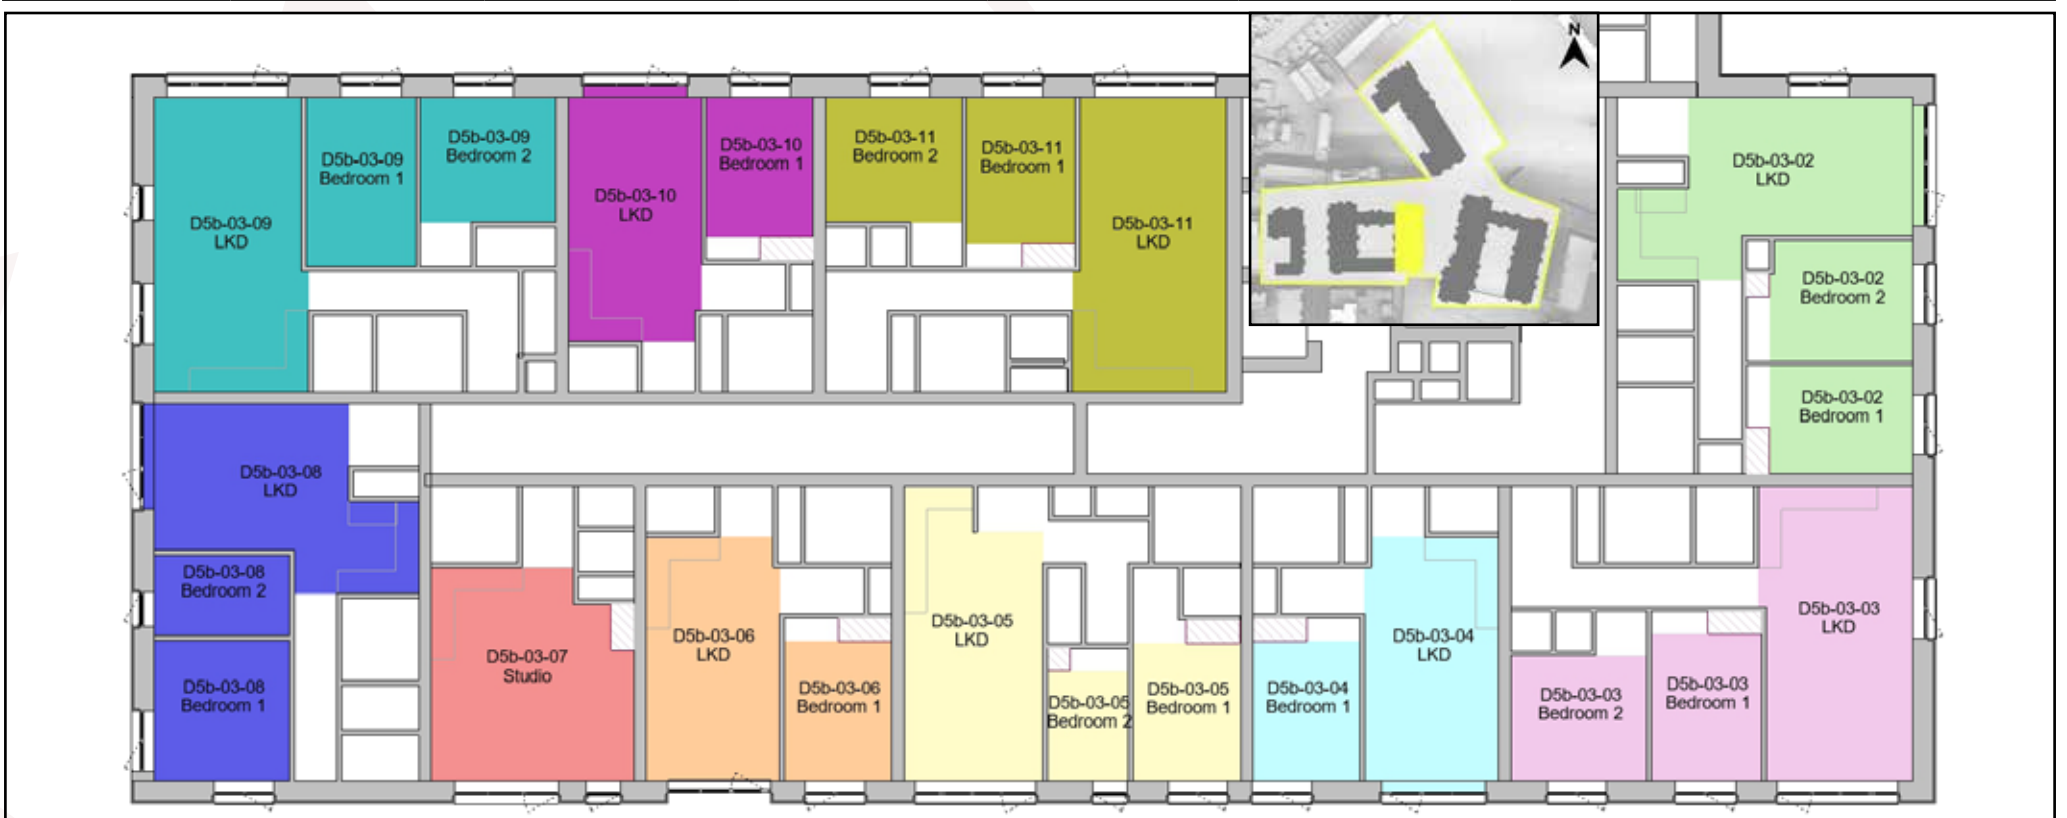 N
D5b-03-09
LKD
D5b-03-09
Bedroom 1
D5b-03-09
Bedroom 2
D5b-03-10
LKD
D5b-03-10
Bedroom 1
D5b-03-11
Bedroom 2
D5b-03-11
Bedroom 1
D5b-03-11
LKD
D5b-03-02
LKD
D5b-03-02
Bedroom 2
D5b-03-02
Bedroom 1
D5b-03-08
LKD
D5b-03-08
Bedroom 2
D5b-03-08
Bedroom 1
D5b-03-07
Studio
D5b-03-06
LKD
D5b-03-06
Bedroom 1
D5b-03-05
LKD
D5b-03-05
Bedroom 2
D5b-03-05
Bedroom 1
D5b-03-04
Bedroom 1
D5b-03-04
LKD
D5b-03-03
Bedroom 2
D5b-03-03
Bedroom 1
D5b-03-03
LKD